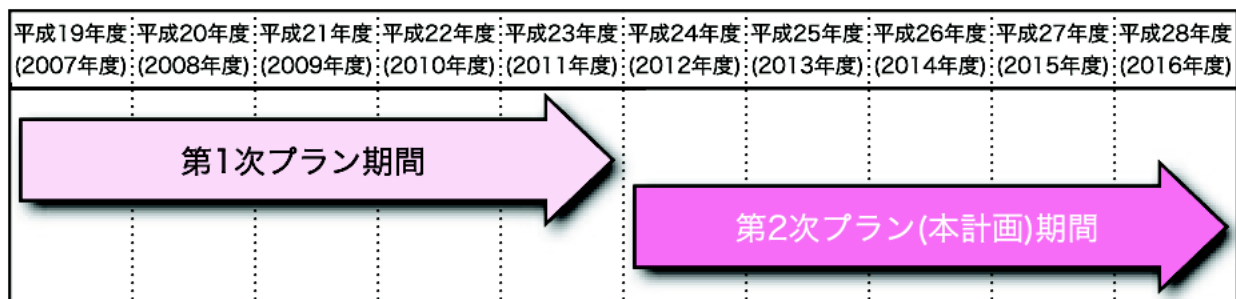 平成19年度 平成20年度 平成21年度 平成22年度 平成23年度 平成24年度 平成25年度 平成26年度 平成27年度 平成28年度
(2007年度) (2008年度) (2009年度) (2010年度) (2011年度) (2012年度) (2013年度) (2014年度) (2015年度) (2016年度)
第1次プラン期間
第2次プラン(本計画)期間